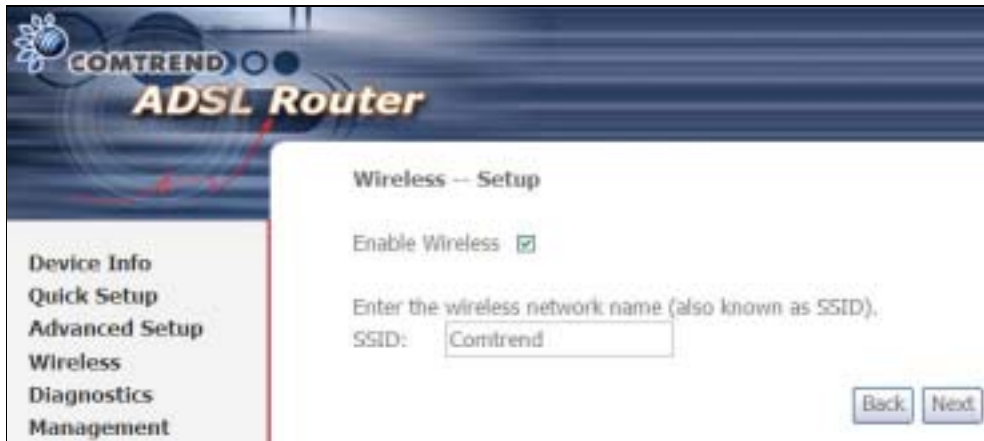 COMTREND
ADSL Router
Wireless -- Setup
Enable Wireless
Enter the wireless network name (also known as SSID).
SSID: Comtrend
Back Next
Device Info
Quick Setup
Advanced Setup
Wireless
Diagnostics
Management